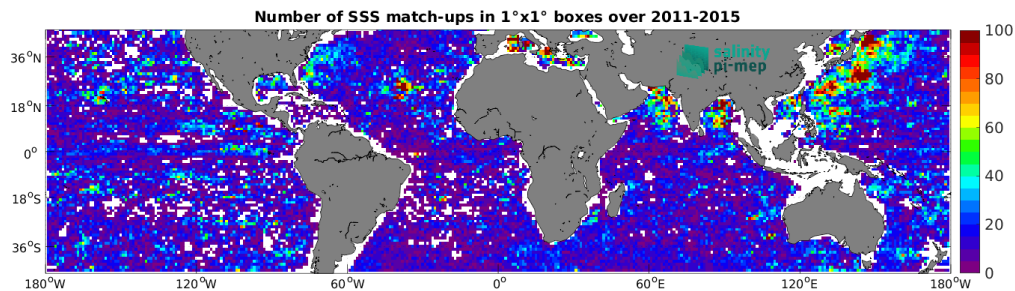 Number of SSS match-ups in 1°x1° boxes over 2011-2015
salinity
pi-mep
36°N
18°N
0°
18°S
36°S
180°W
120°W
60°W
0°
60°E
120°E
180°W
100
80
60
40
20
0